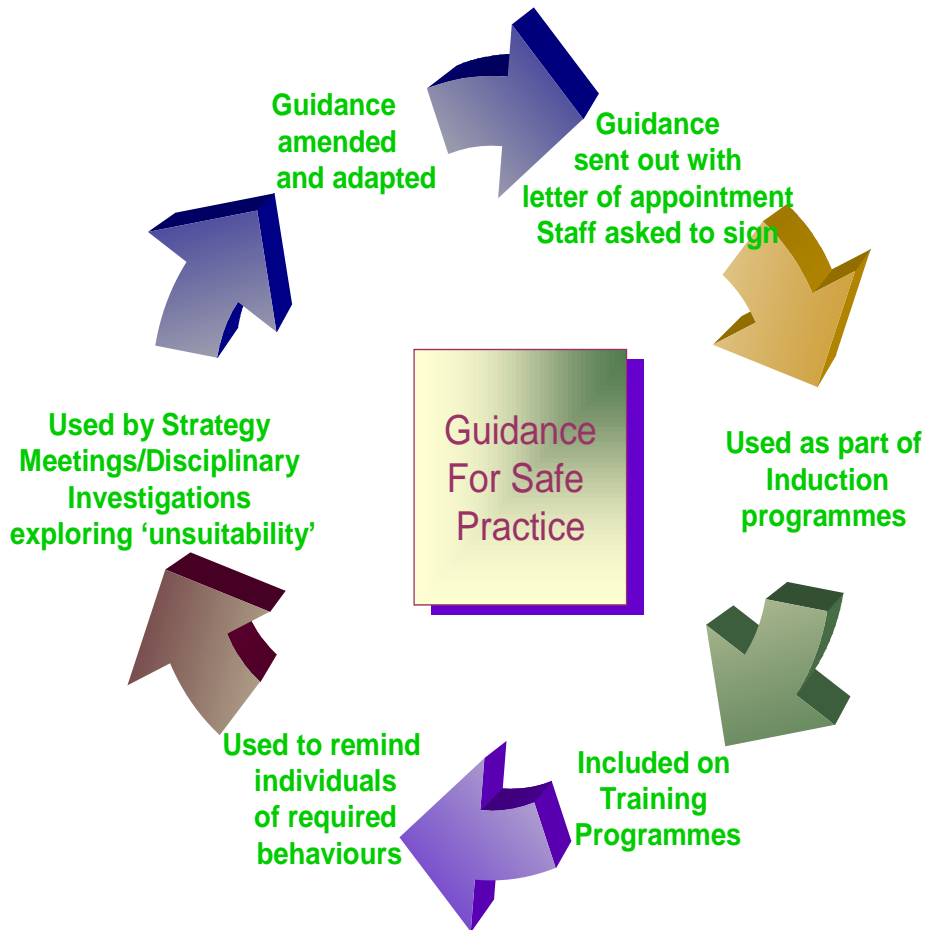 Guidance
amended
and adapted
Guidance
sent out with
letter of appointment
Staff asked to sign
Used as part of
Induction
programmes
Included on
Training
Programmes
Used to remind
individuals
of required
behaviours
Used by Strategy
Meetings/Disciplinary
Investigations
exploring ‘unsuitability’
Guidance
For Safe
Practice